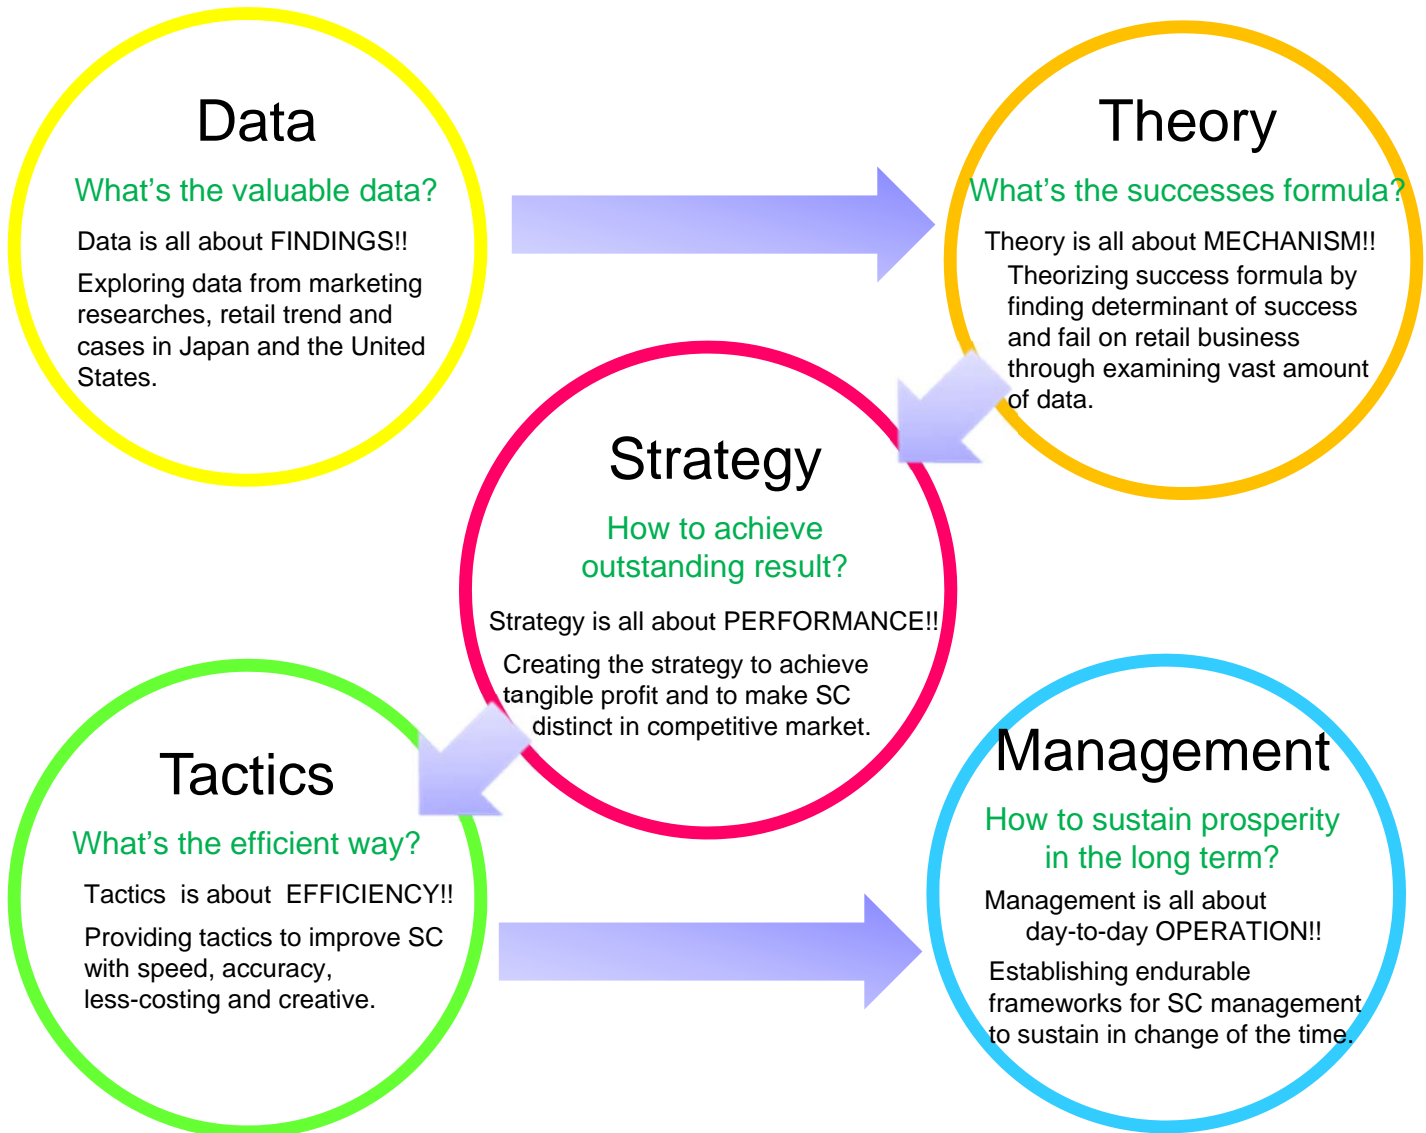 Data
What's the valuable data?
Data is all about FINDINGS!!
Exploring data from marketing
researches, retail trend and
cases in Japan and the United
States.
Theory
What's the successes formula?
Theory is all about MECHANISM!!
Theorizing success formula by
finding determinant of success
and fail on retail business
through examining vast amount
of data.
Strategy
How to achieve
outstanding result?
Strategy is all about PERFORMANCE!!
Creating the strategy to achieve
tangible profit and to make SC
distinct in competitive market.
Tactics
What's the efficient way?
Tactics  is about  EFFICIENCY!!
Providing tactics to improve SC
with speed, accuracy,
less-costing and creative.
Management
How to sustain prosperity
in the long term?
Management is all about
day-to-day OPERATION!!
Establishing endurable
frameworks for SC management
to sustain in change of the time.